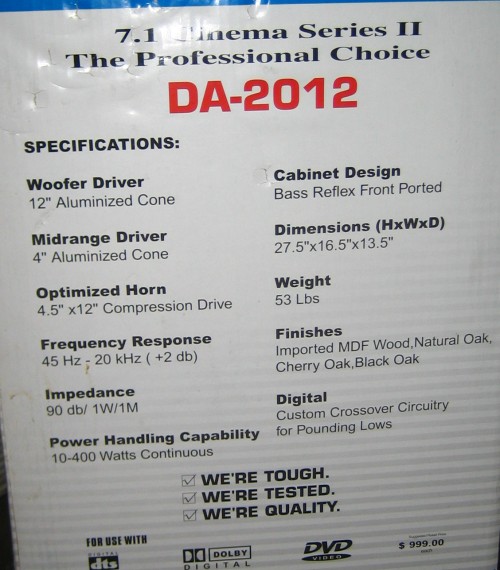 7.1 Cinema Series II
The Professional Choice
DA-2012
SPECIFICATIONS:
Woofer Driver
12" Aluminized Cone
Midrange Driver
4" Aluminized Cone
Optimized Horn
4.5" x12" Compression Drive
Frequency Response
45 Hz - 20 kHz ( +2 db)
Impedance
90 db/ 1W/1M
Power Handling Capability
10-400 Watts Continuous
Cabinet Design
Bass Reflex Front Ported
Dimensions (HxWxD)
27.5"x16.5"x13.5"
Weight
53 Lbs
Finishes
Imported MDF Wood,Natural Oak,
Cherry Oak,Black Oak
Digital
Custom Crossover Circuitry
for Pounding Lows
WE'RE TOUGH.
WE'RE TESTED.
WE'RE QUALITY.
FOR USE WITH
DIGITAL
dts
DOLBY
DIGITAL
DVD
VIDEO
$ 999.00